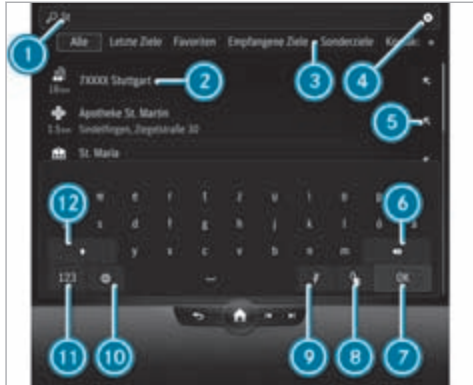 St
Alle Letzte Ziele Favoriten Empfangene Ziele Sonderziele
1 2 3 4
7XXXX Stuttgart
Apotheke St. Martin
5
Sindelfingen, Ziegelstraße 30
St. Maria
w e r t z u i o
12 6
s d f g h j k l ö ä
y x c v b n m
123 OK
11 10 9 8 7